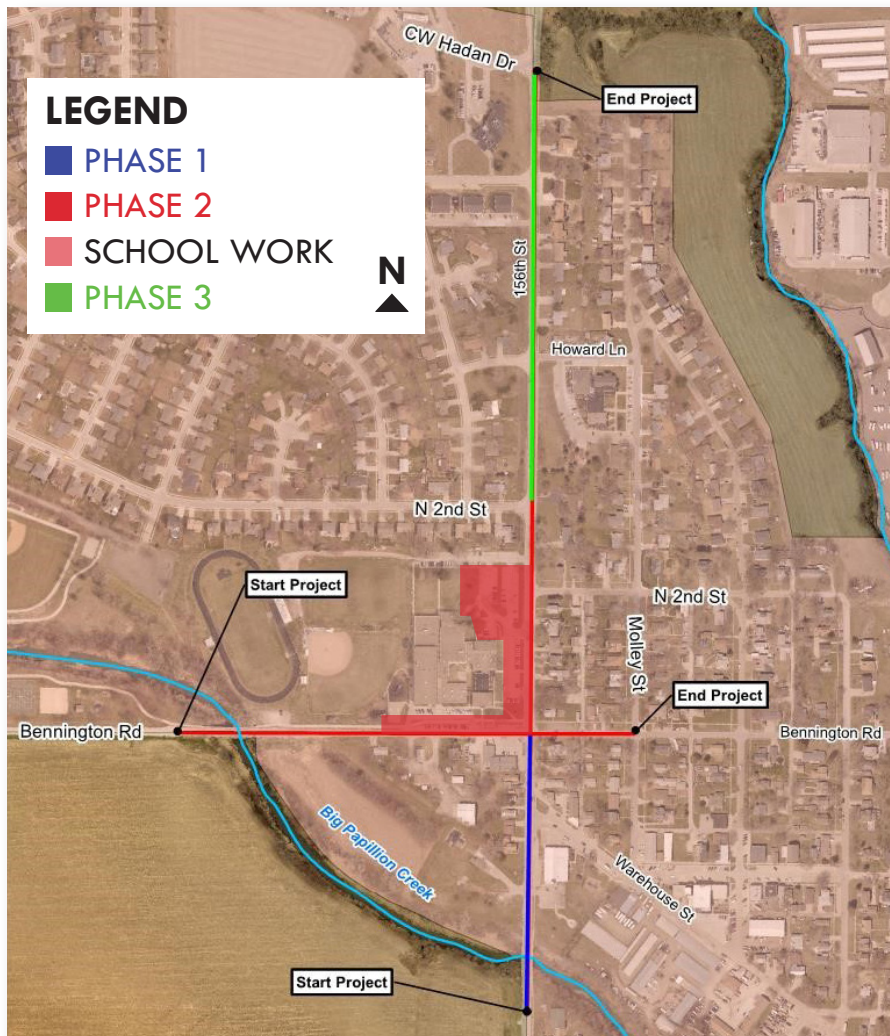 CW Hadan Dr
End Project
LEGEND
PHASE 1
PHASE 2
SCHOOL WORK
PHASE 3
N
156th St
Howard Ln
N 2nd St
Start Project
N 2nd St
Molley St
End Project
Bennington Rd
Bennington Rd
Big Papillion Creek
Warehouse St
Start Project